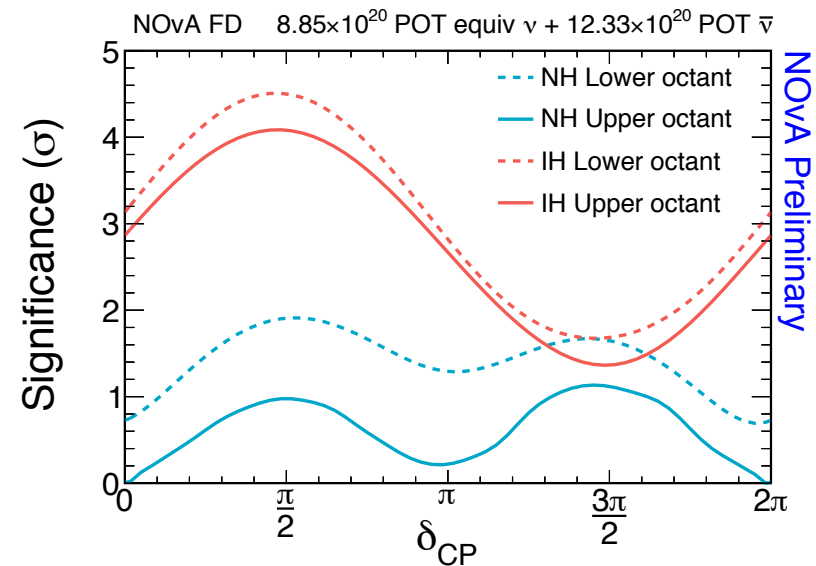 NOvA FD 8.85×10²⁰ POT equiv ν + 12.33×10²⁰ POT ν̅
NH Lower octant
NH Upper octant
IH Lower octant
IH Upper octant
NOvA Preliminary
Significance (σ)
5
4
3
2
1
0
0
π/2
π
3π/2
2π
δ_CP